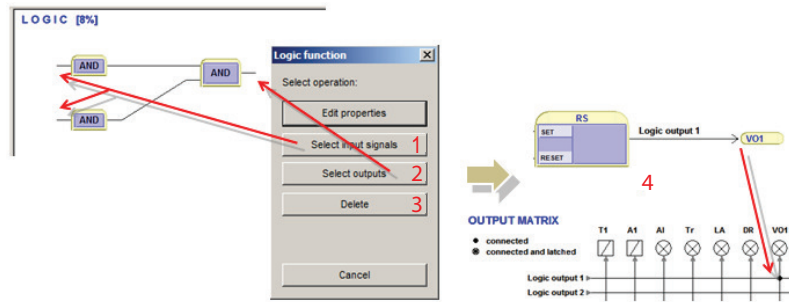 LOGIC [8%]
AND
AND
AND
Logic function
Select operation:
Edit properties
Select input signals 1
Select outputs 2
Delete 3
Cancel
RS
SET
RESET
Logic output 1
VO1
4
OUTPUT MATRIX
connected
connected and latched
T1 A1 Al Tr LA DR VO1
Logic output 1
Logic output 2